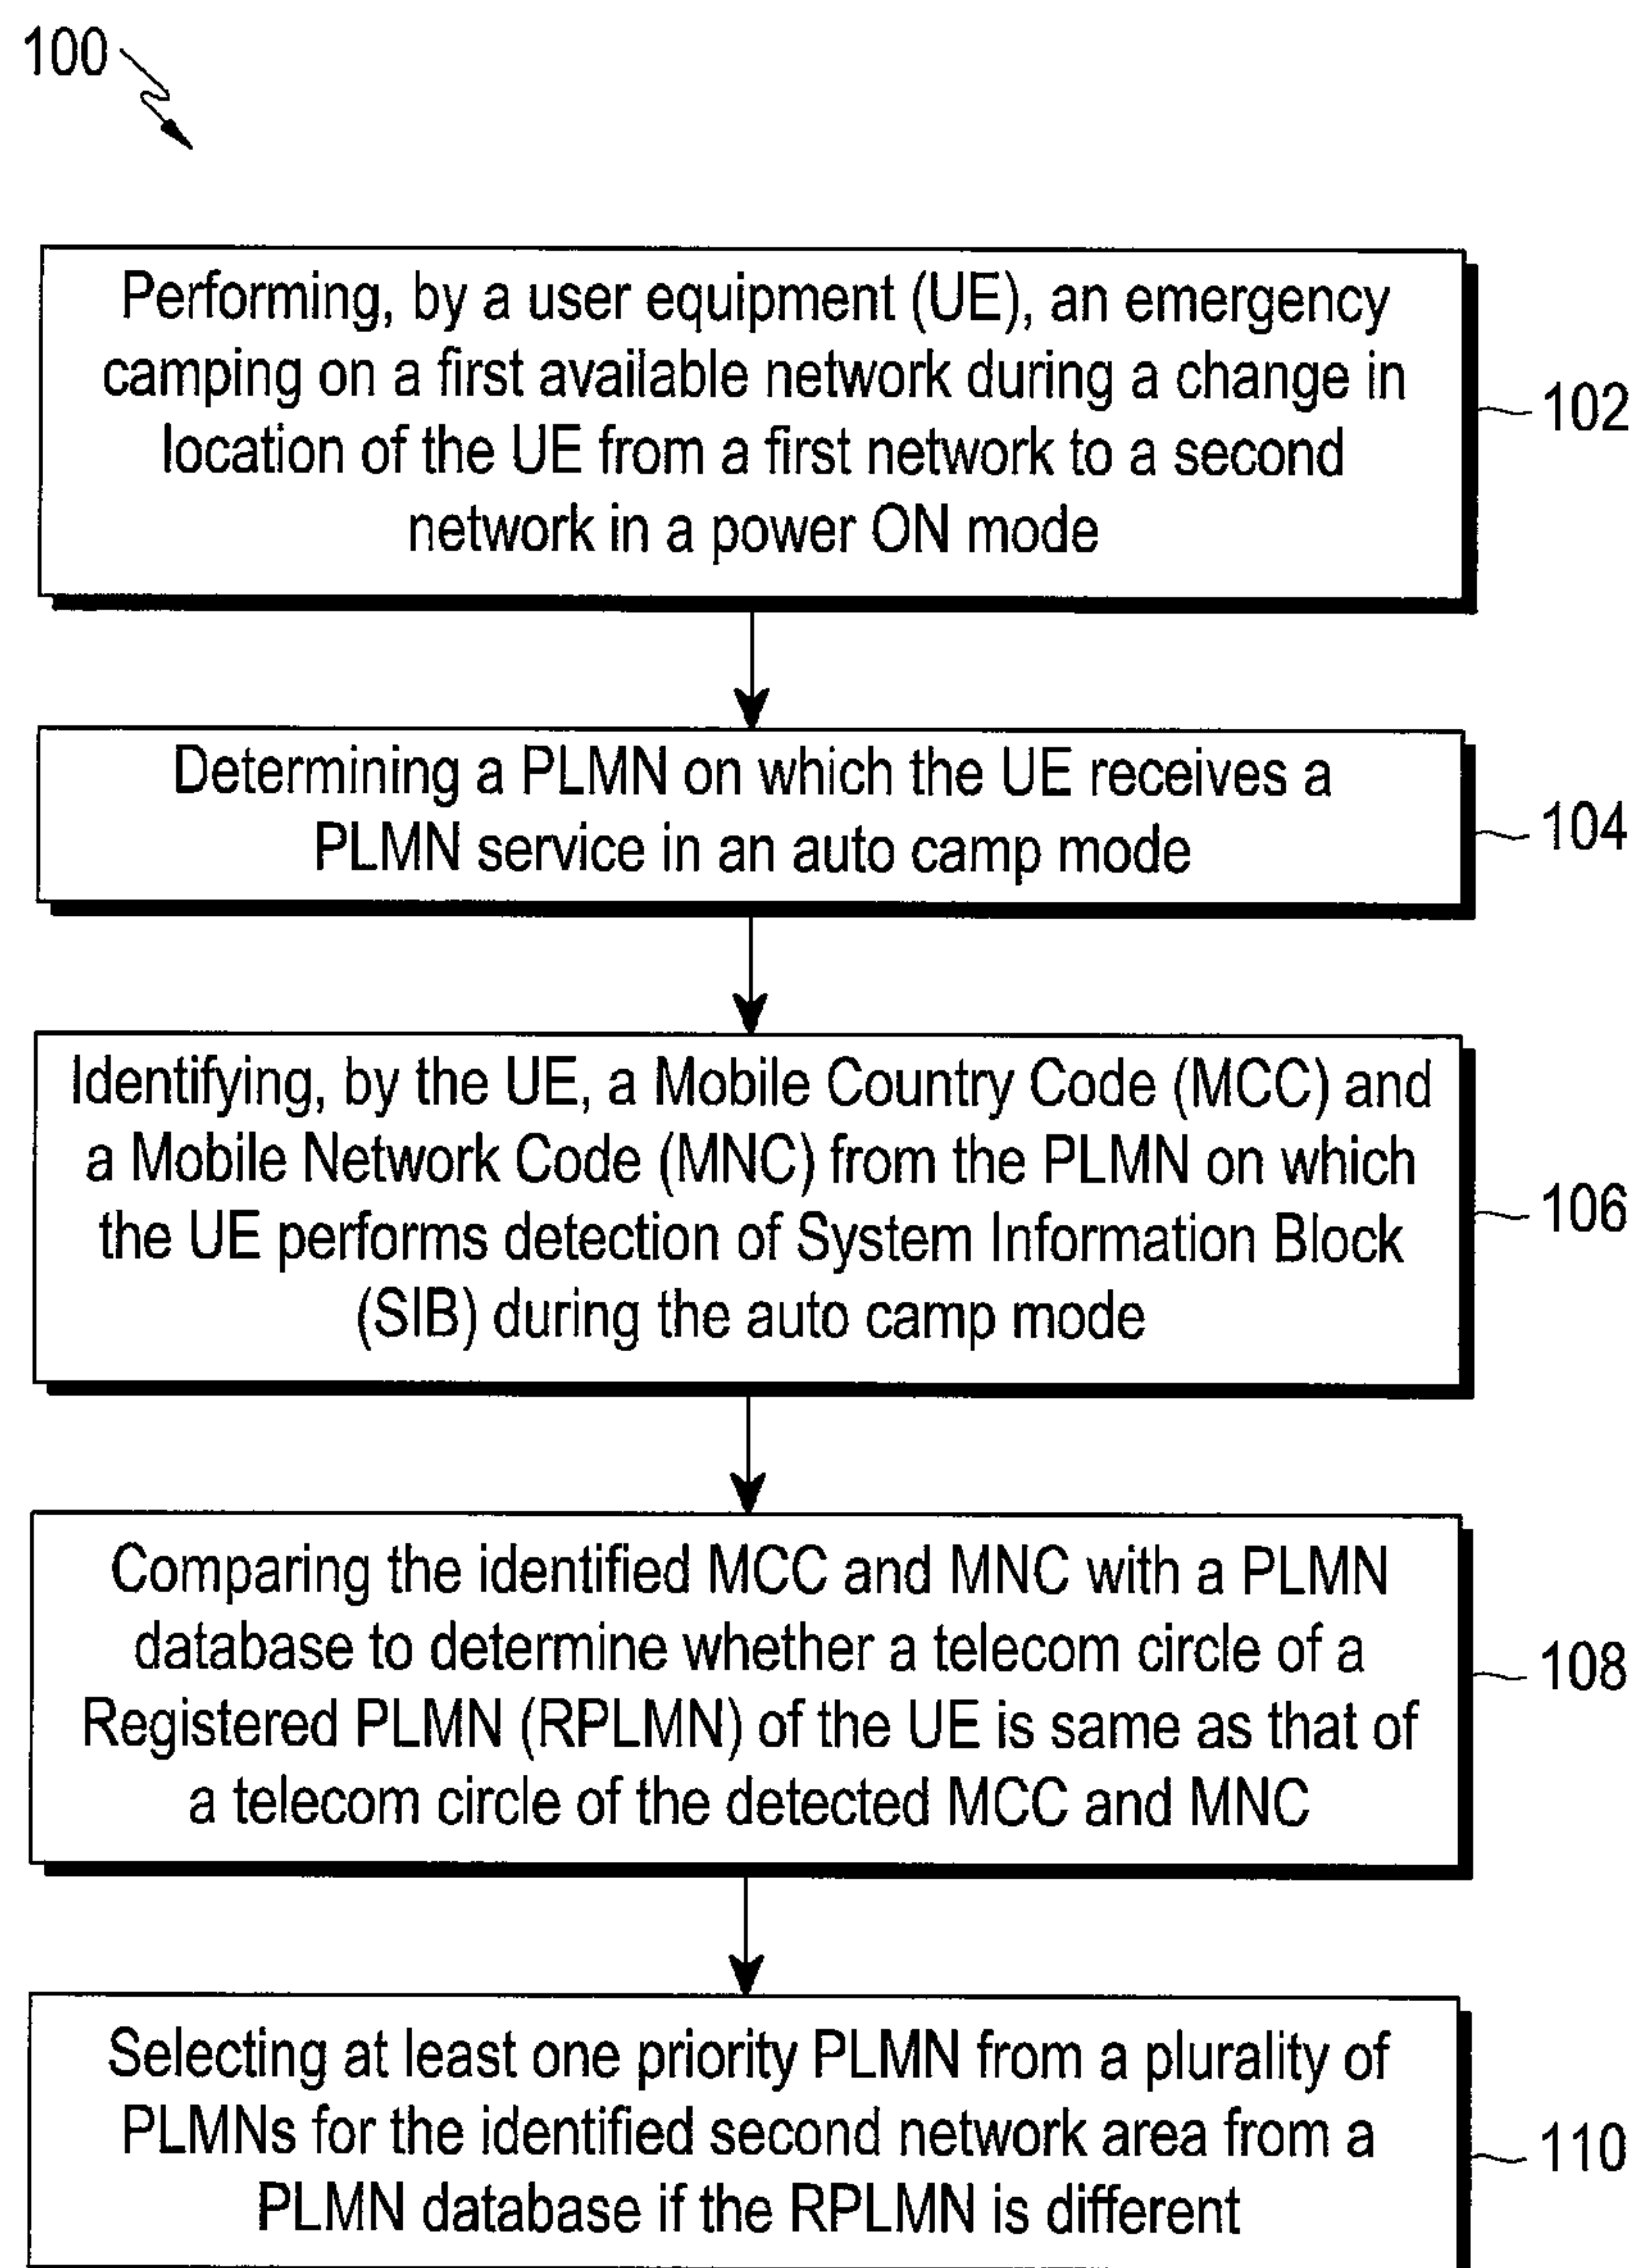 100
Performing, by a user equipment (UE), an emergency
camping on a first available network during a change in
location of the UE from a first network to a second
network in a power ON mode
102
Determining a PLMN on which the UE receives a
PLMN service in an auto camp mode
104
Identifying, by the UE, a Mobile Country Code (MCC) and
a Mobile Network Code (MNC) from the PLMN on which
the UE performs detection of System Information Block
(SIB) during the auto camp mode
106
Comparing the identified MCC and MNC with a PLMN
database to determine whether a telecom circle of a
Registered PLMN (RPLMN) of the UE is same as that of
a telecom circle of the detected MCC and MNC
108
Selecting at least one priority PLMN from a plurality of
PLMNs for the identified second network area from a
PLMN database if the RPLMN is different
110